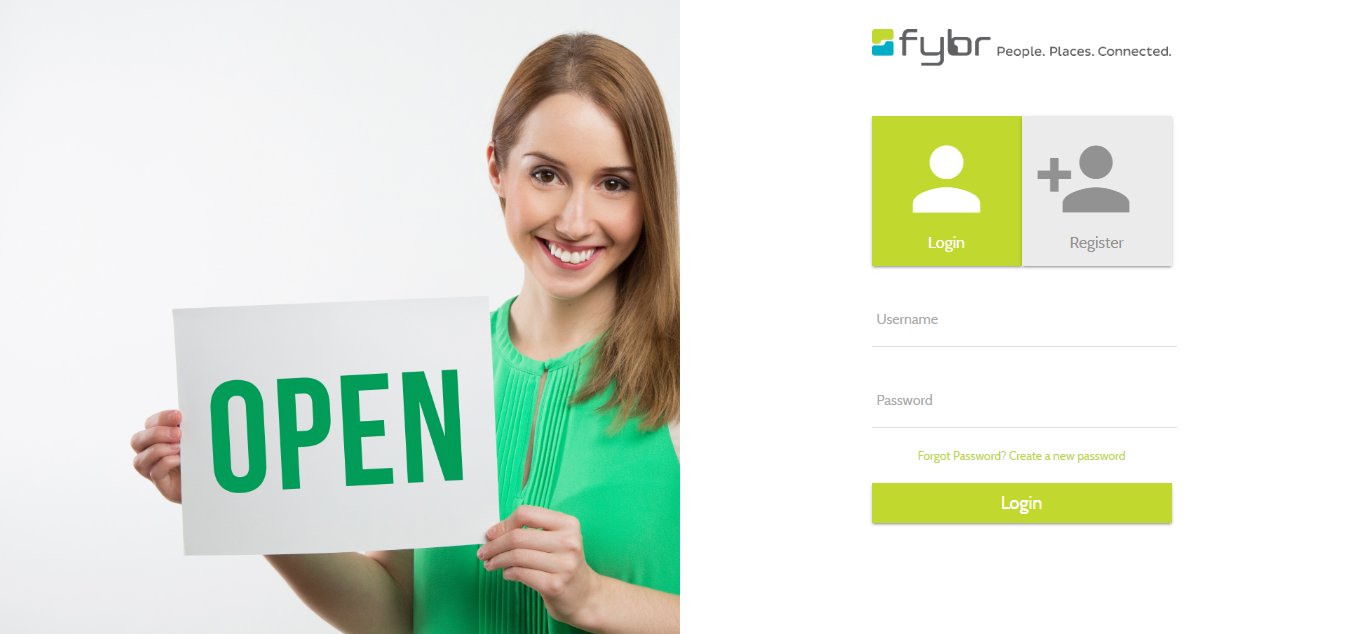 OPEN
fybr People. Places. Connected.
Login
Register
Username
Password
Forgot Password? Create a new password
Login